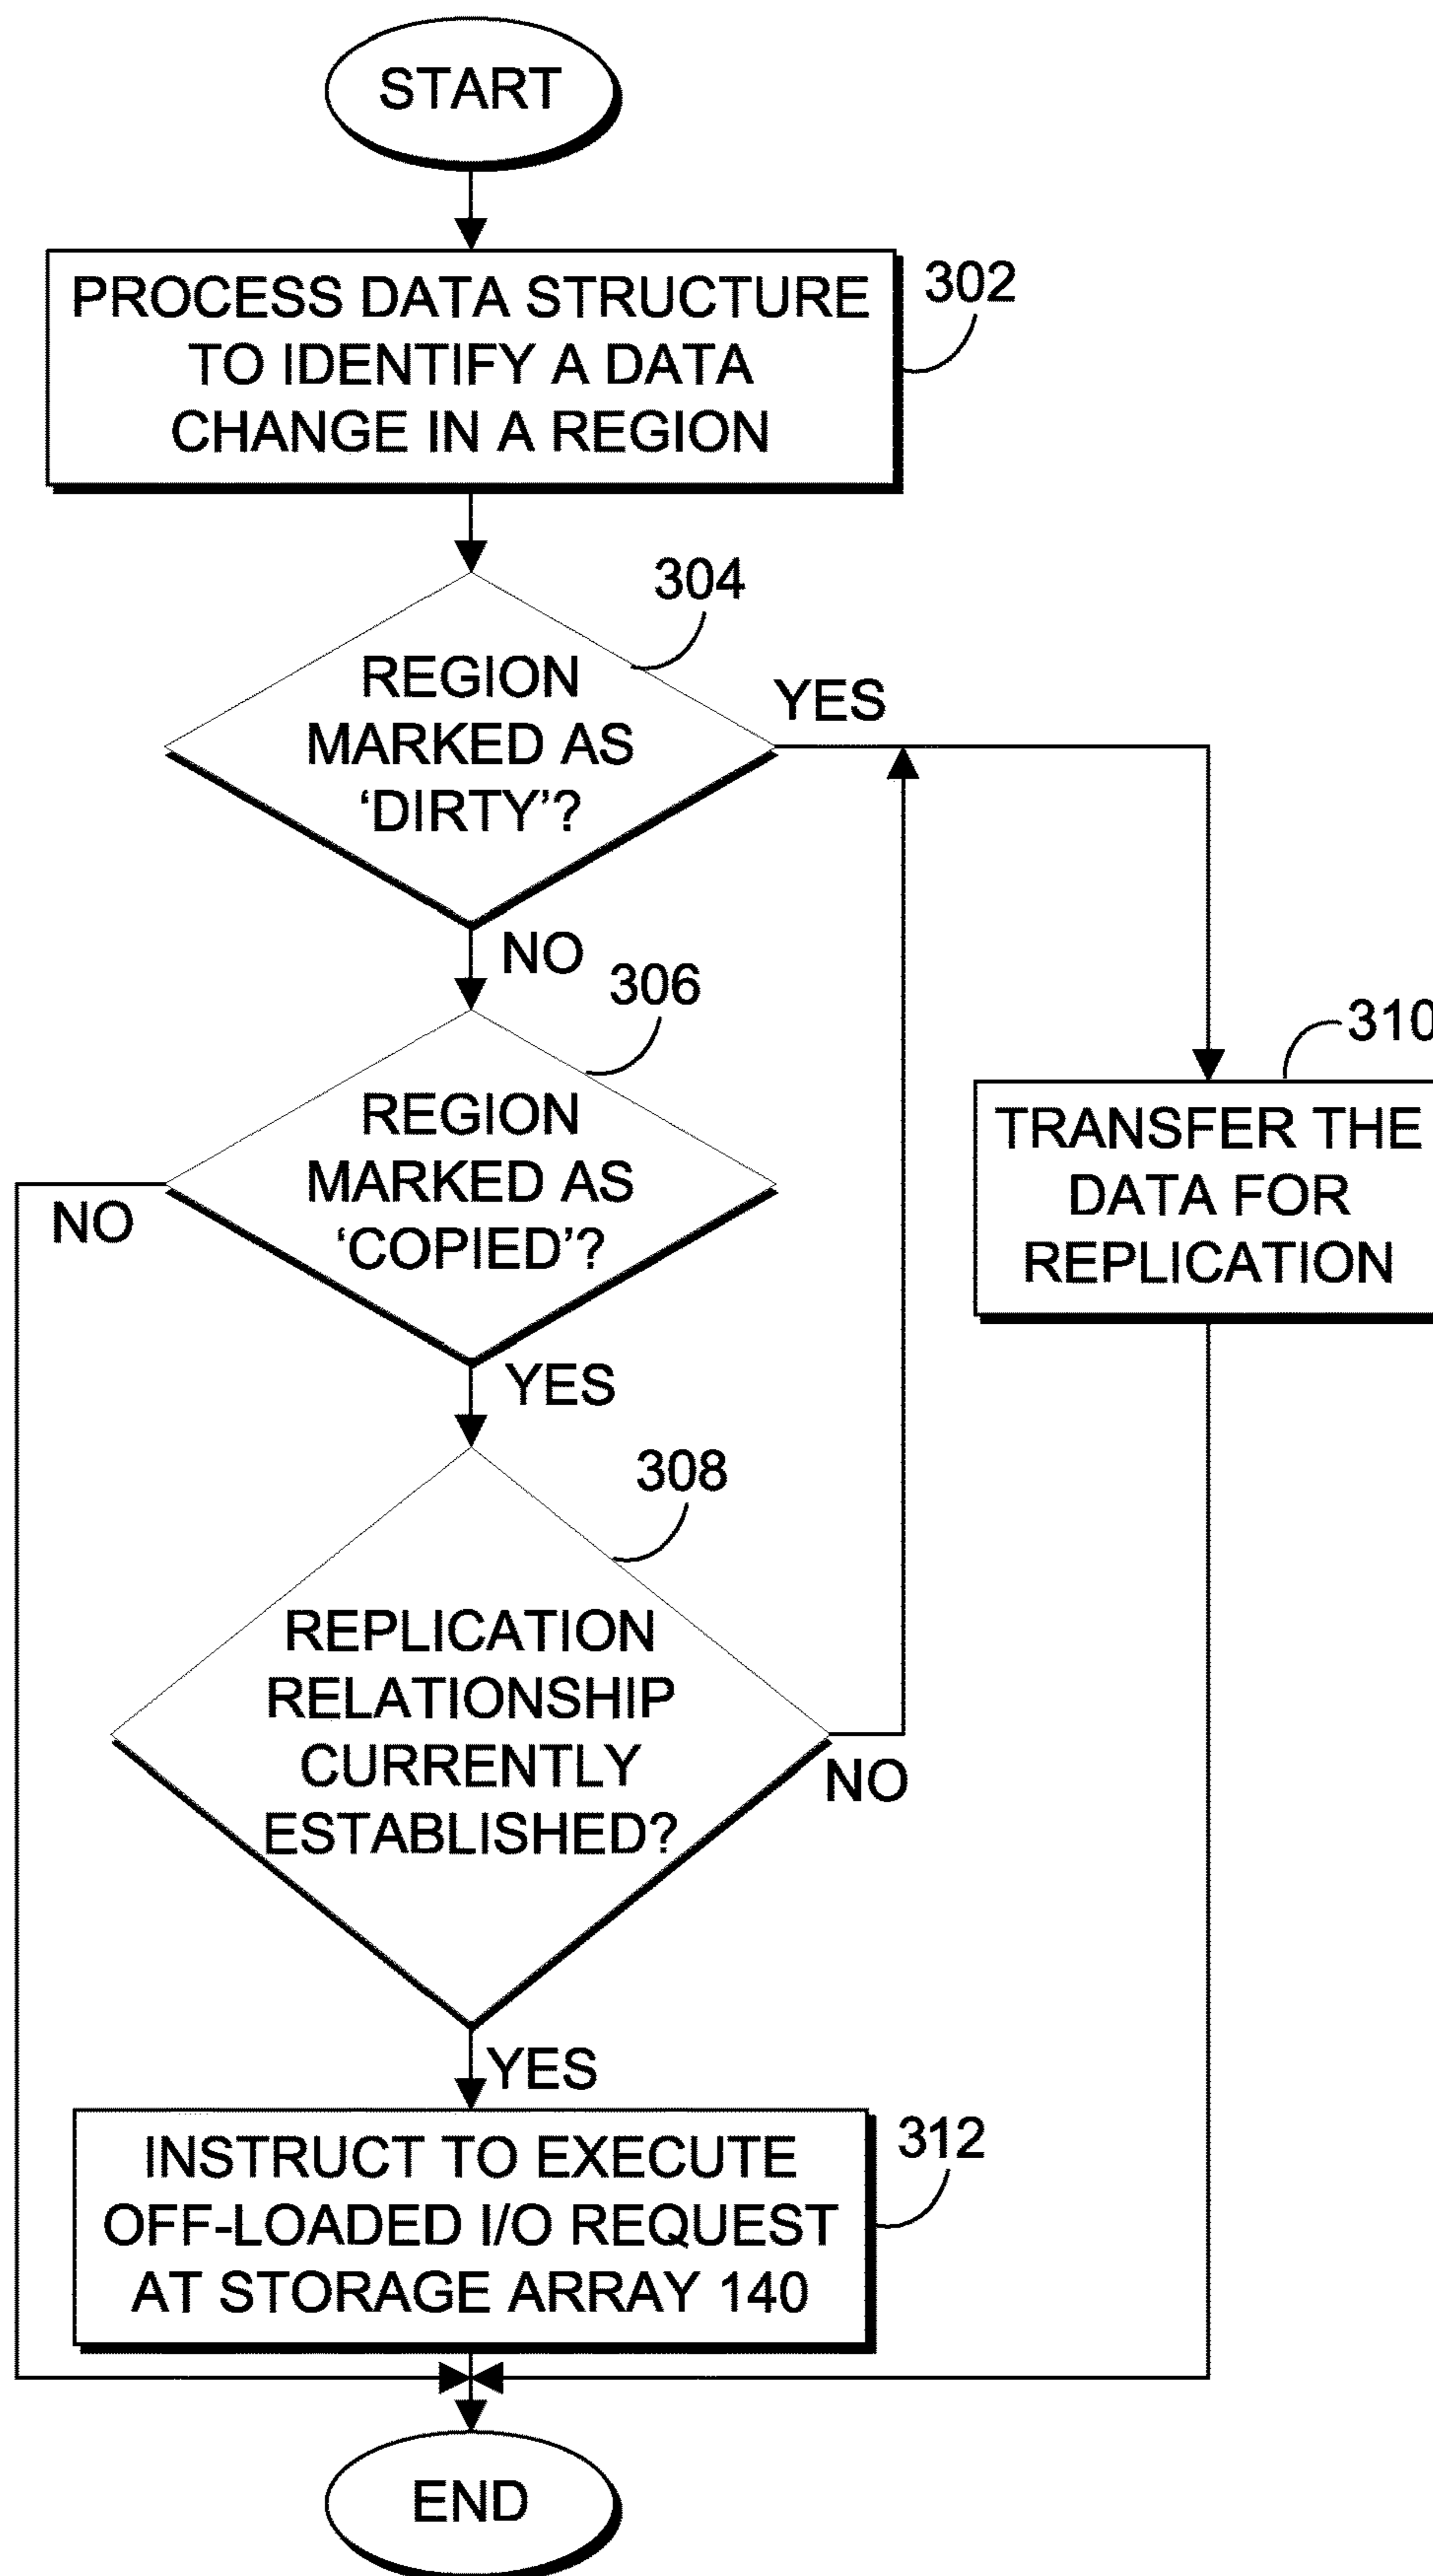 START
PROCESS DATA STRUCTURE
TO IDENTIFY A DATA
CHANGE IN A REGION
302
304
REGION
MARKED AS
‘DIRTY’?
YES
NO
306
REGION
MARKED AS
‘COPIED’?
NO
YES
310
TRANSFER THE
DATA FOR
REPLICATION
308
REPLICATION
RELATIONSHIP
CURRENTLY
ESTABLISHED?
NO
YES
INSTRUCT TO EXECUTE
OFF-LOADED I/O REQUEST
AT STORAGE ARRAY 140
312
END